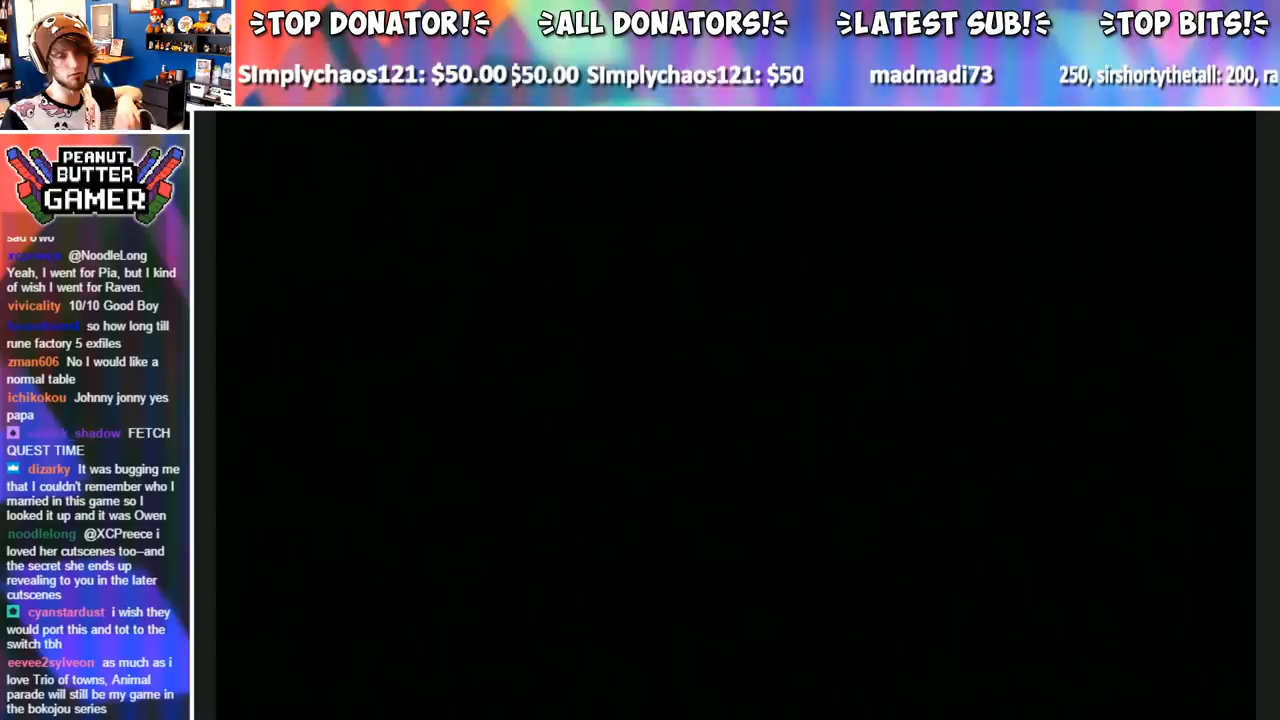 TOP DONATOR!
ALL DONATORS!
LATEST SUB!
TOP BITS!
SImplychaos121: $50.00
$50.00 SImplychaos121: $50
madmadi73
250, sirshortythetall: 200, ra
PEANUT
BUTTER
GAMER
sad owo
@NoodleLong
Yeah, I went for Pia, but I kind
of wish I went for Raven.
vivicality 10/10 Good Boy
so how long till
rune factory 5 exfiles
zman606 No I would like a
normal table
ichikokou Johnny jonny yes
papa
FETCH
QUEST TIME
dizarky It was bugging me
that I couldn't remember who I
married in this game so I
looked it up and it was Owen
noodlelong @XCPreece i
loved her cutscenes too–and
the secret she ends up
revealing to you in the later
cutscenes
cyanstardust i wish they
would port this and tot to the
switch tbh
eevee2sylveon as much as i
love Trio of towns, Animal
parade will still be my game in
the bokojou series